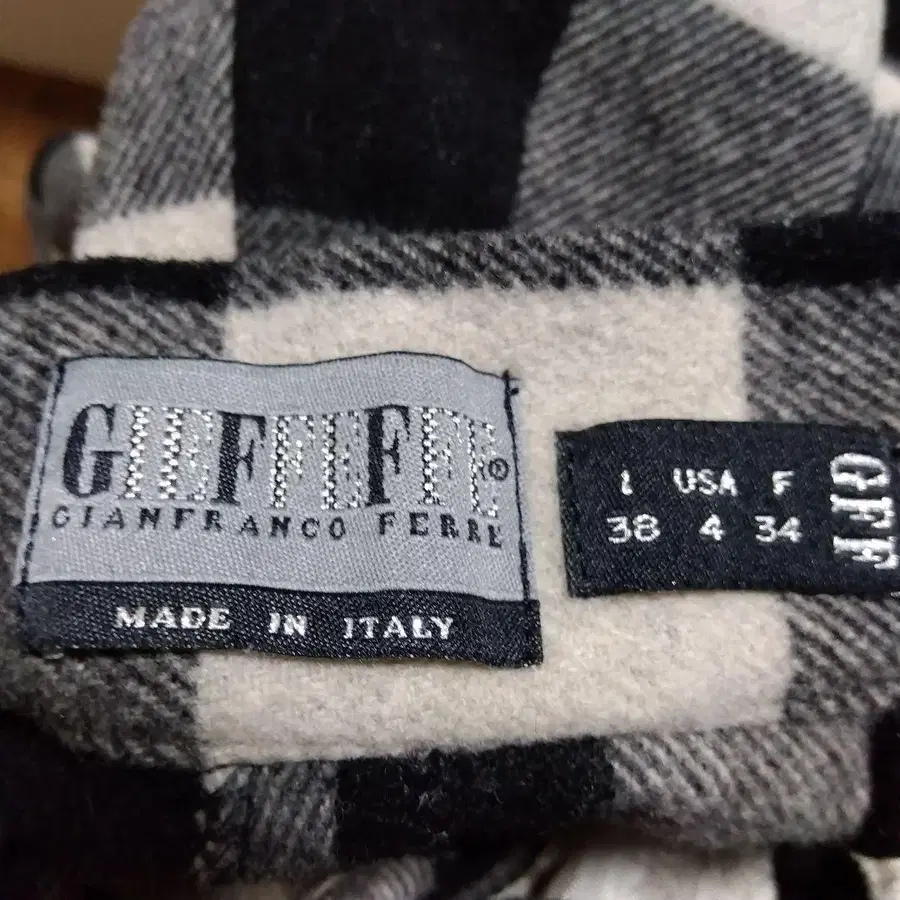 GIEFFEFFE®
GIANFRANCO FERRE
MADE IN ITALY
I USA F
38 4 34
GFF